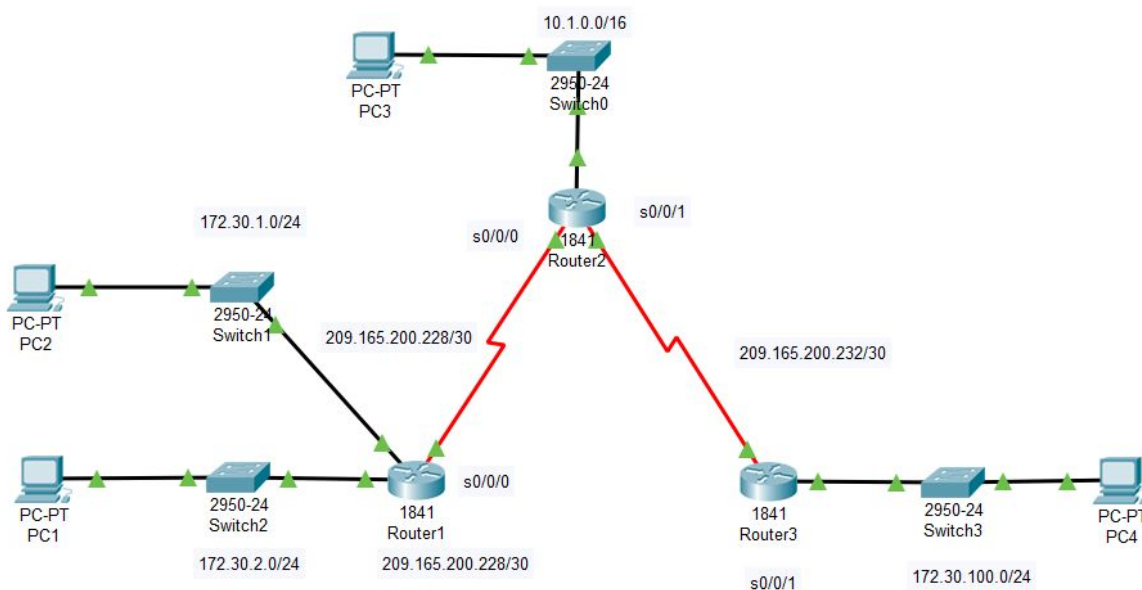 10.1.0.0/16
PC-PT
PC3
2950-24
Switch0
172.30.1.0/24
s0/0/0
s0/0/1
1841
Router2
PC-PT
PC2
2950-24
Switch1
209.165.200.228/30
209.165.200.232/30
PC-PT
PC1
2950-24
Switch2
172.30.2.0/24
s0/0/0
1841
Router1
209.165.200.228/30
1841
Router3
s0/0/1
2950-24
Switch3
172.30.100.0/24
PC-PT
PC4